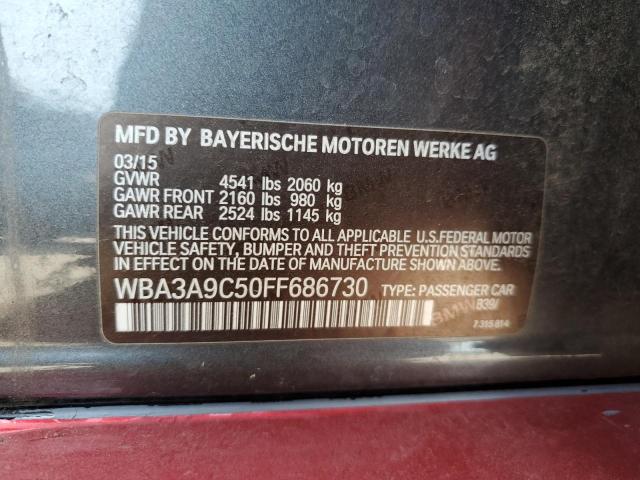 MFD BY BAYERISCHE MOTOREN WERKE AG
03/15
GVWR 4541 lbs 2060 kg
GAWR FRONT 2160 lbs 980 kg
GAWR REAR 2524 lbs 1145 kg
THIS VEHICLE CONFORMS TO ALL APPLICABLE U.S.FEDERAL MOTOR
VEHICLE SAFETY, BUMPER AND THEFT PREVENTION STANDARDS
IN EFFECT ON THE DATE OF MANUFACTURE SHOWN ABOVE.
WBA3A9C50FF686730 TYPE: PASSENGER CAR
B39/
7 315 814